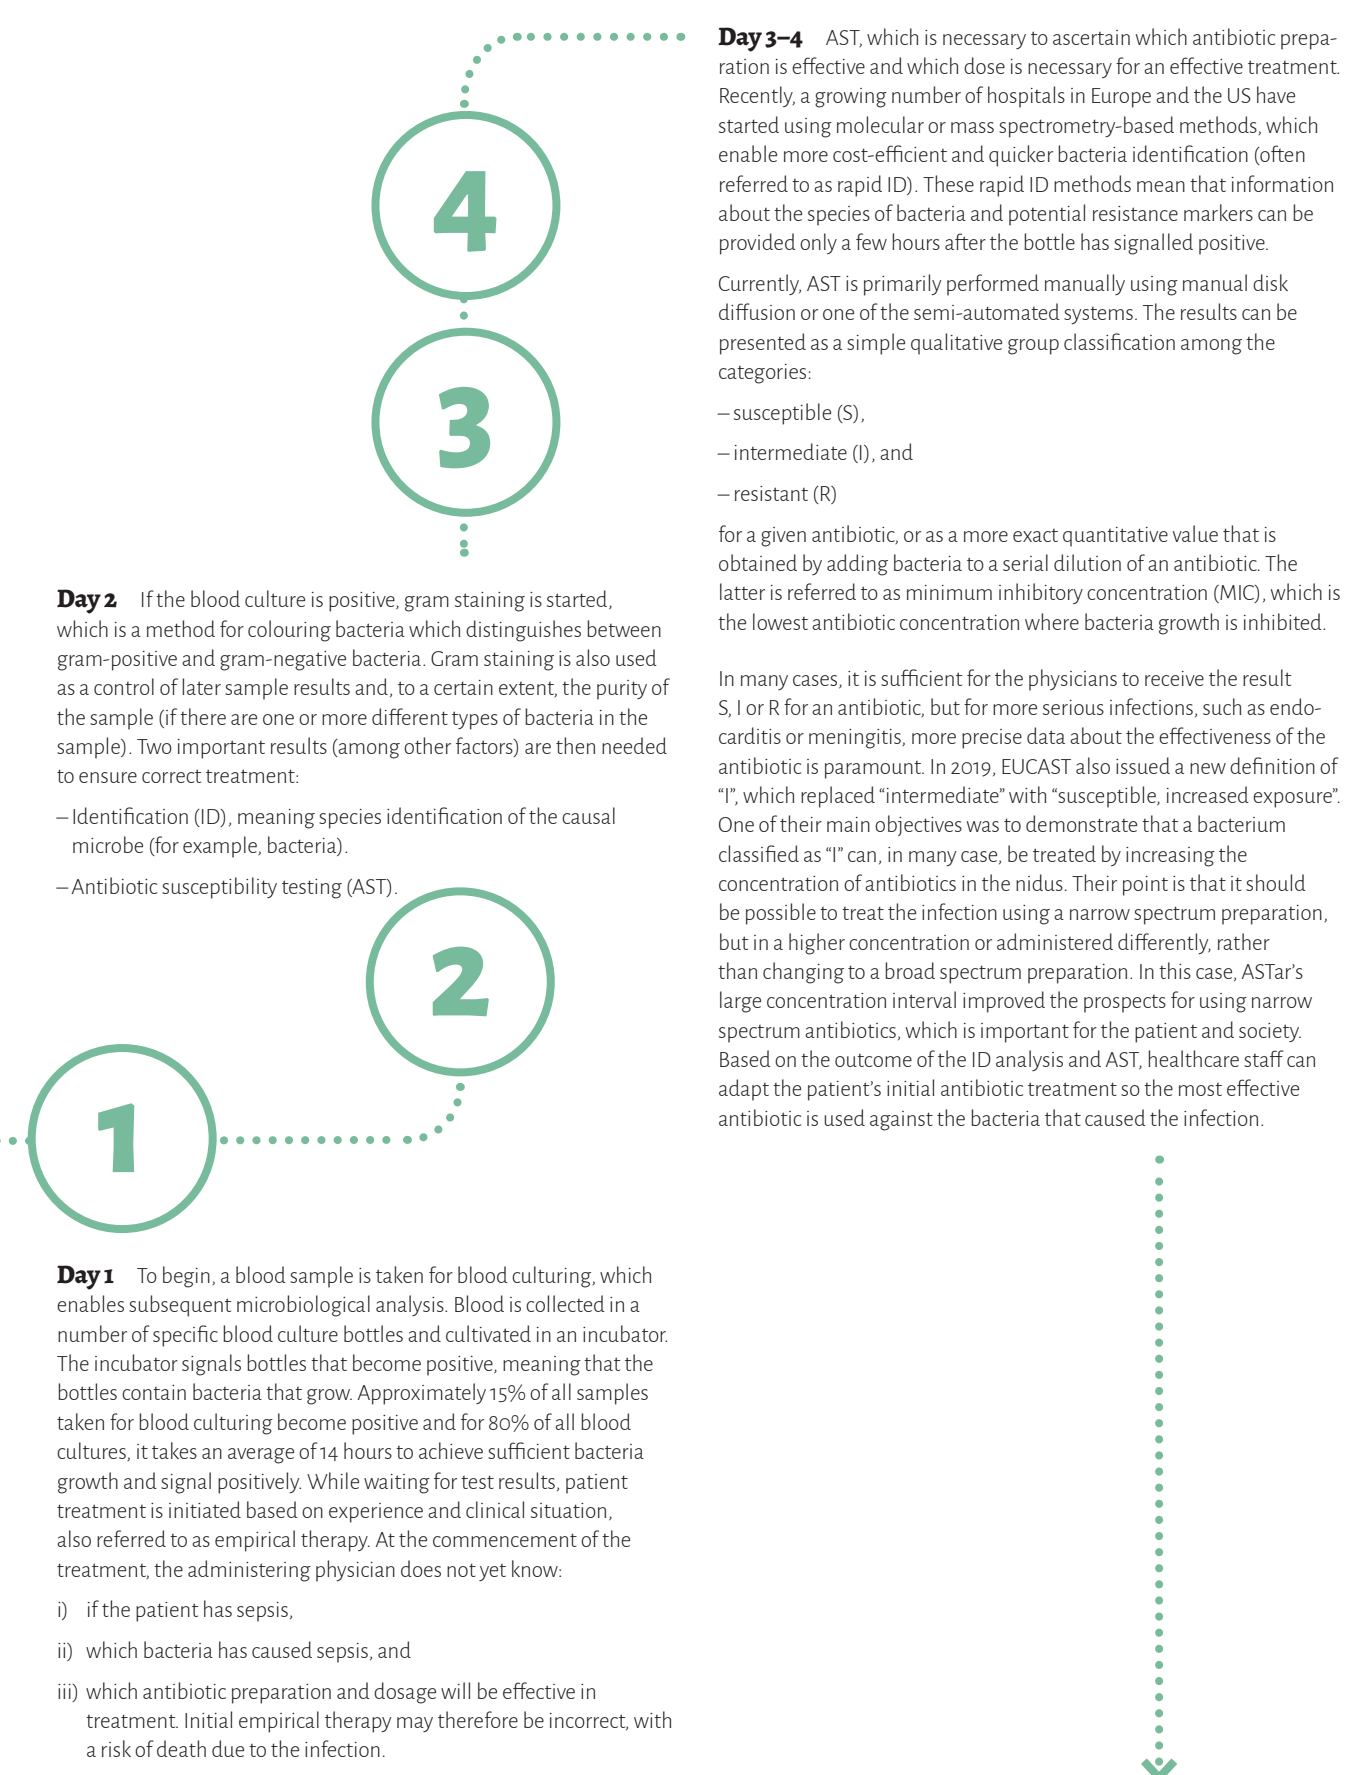 4
3
Day 2 If the blood culture is positive, gram staining is started,
which is a method for colouring bacteria which distinguishes between
gram-positive and gram-negative bacteria. Gram staining is also used
as a control of later sample results and, to a certain extent, the purity of
the sample (if there are one or more different types of bacteria in the
sample). Two important results (among other factors) are then needed
to ensure correct treatment:
– Identification (ID), meaning species identification of the causal
microbe (for example, bacteria).
– Antibiotic susceptibility testing (AST).
2
1
Day 1 To begin, a blood sample is taken for blood culturing, which
enables subsequent microbiological analysis. Blood is collected in a
number of specific blood culture bottles and cultivated in an incubator.
The incubator signals bottles that become positive, meaning that the
bottles contain bacteria that grow. Approximately 15% of all samples
taken for blood culturing become positive and for 80% of all blood
cultures, it takes an average of 14 hours to achieve sufficient bacteria
growth and signal positively. While waiting for test results, patient
treatment is initiated based on experience and clinical situation,
also referred to as empirical therapy. At the commencement of the
treatment, the administering physician does not yet know:
i) if the patient has sepsis,
ii) which bacteria has caused sepsis, and
iii) which antibiotic preparation and dosage will be effective in
treatment. Initial empirical therapy may therefore be incorrect, with
a risk of death due to the infection.
Day 3–4 AST, which is necessary to ascertain which antibiotic prepa-
ration is effective and which dose is necessary for an effective treatment.
Recently, a growing number of hospitals in Europe and the US have
started using molecular or mass spectrometry-based methods, which
enable more cost-efficient and quicker bacteria identification (often
referred to as rapid ID). These rapid ID methods mean that information
about the species of bacteria and potential resistance markers can be
provided only a few hours after the bottle has signalled positive.
Currently, AST is primarily performed manually using manual disk
diffusion or one of the semi-automated systems. The results can be
presented as a simple qualitative group classification among the
categories:
– susceptible (S),
– intermediate (I), and
– resistant (R)
for a given antibiotic, or as a more exact quantitative value that is
obtained by adding bacteria to a serial dilution of an antibiotic. The
latter is referred to as minimum inhibitory concentration (MIC), which is
the lowest antibiotic concentration where bacteria growth is inhibited.
In many cases, it is sufficient for the physicians to receive the result
S, I or R for an antibiotic, but for more serious infections, such as endo-
carditis or meningitis, more precise data about the effectiveness of the
antibiotic is paramount. In 2019, EUCAST also issued a new definition of
“I”, which replaced “intermediate” with “susceptible, increased exposure”.
One of their main objectives was to demonstrate that a bacterium
classified as “I” can, in many case, be treated by increasing the
concentration of antibiotics in the nidus. Their point is that it should
be possible to treat the infection using a narrow spectrum preparation,
but in a higher concentration or administered differently, rather
than changing to a broad spectrum preparation. In this case, ASTar’s
large concentration interval improved the prospects for using narrow
spectrum antibiotics, which is important for the patient and society.
Based on the outcome of the ID analysis and AST, healthcare staff can
adapt the patient’s initial antibiotic treatment so the most effective
antibiotic is used against the bacteria that caused the infection.